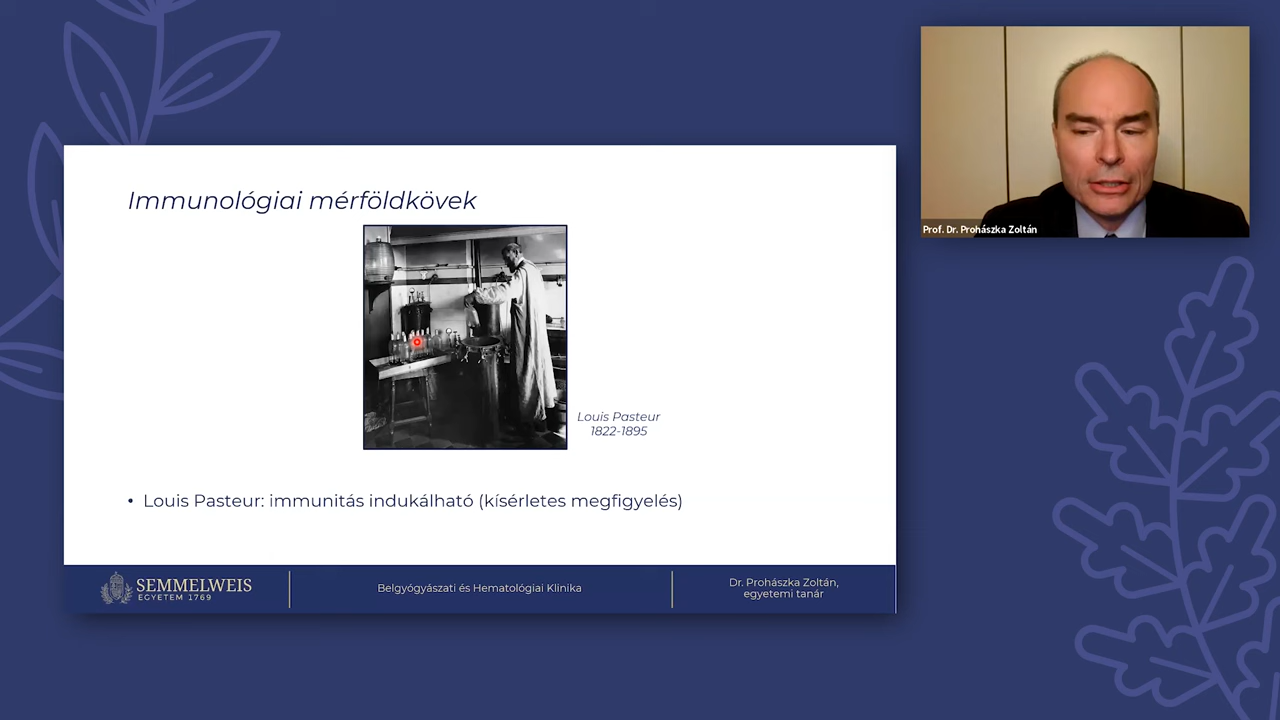 Immunológiai mérföldkövek
Louis Pasteur
1822-1895
• Louis Pasteur: immunitás indukálható (kísérletes megfigyelés)
SEMMELWEIS
EGYETEM 1769
Belgyógyászati és Hematológiai Klinika
Dr. Prohászka Zoltán,
egyetemi tanár
Prof. Dr. Prohászka Zoltán